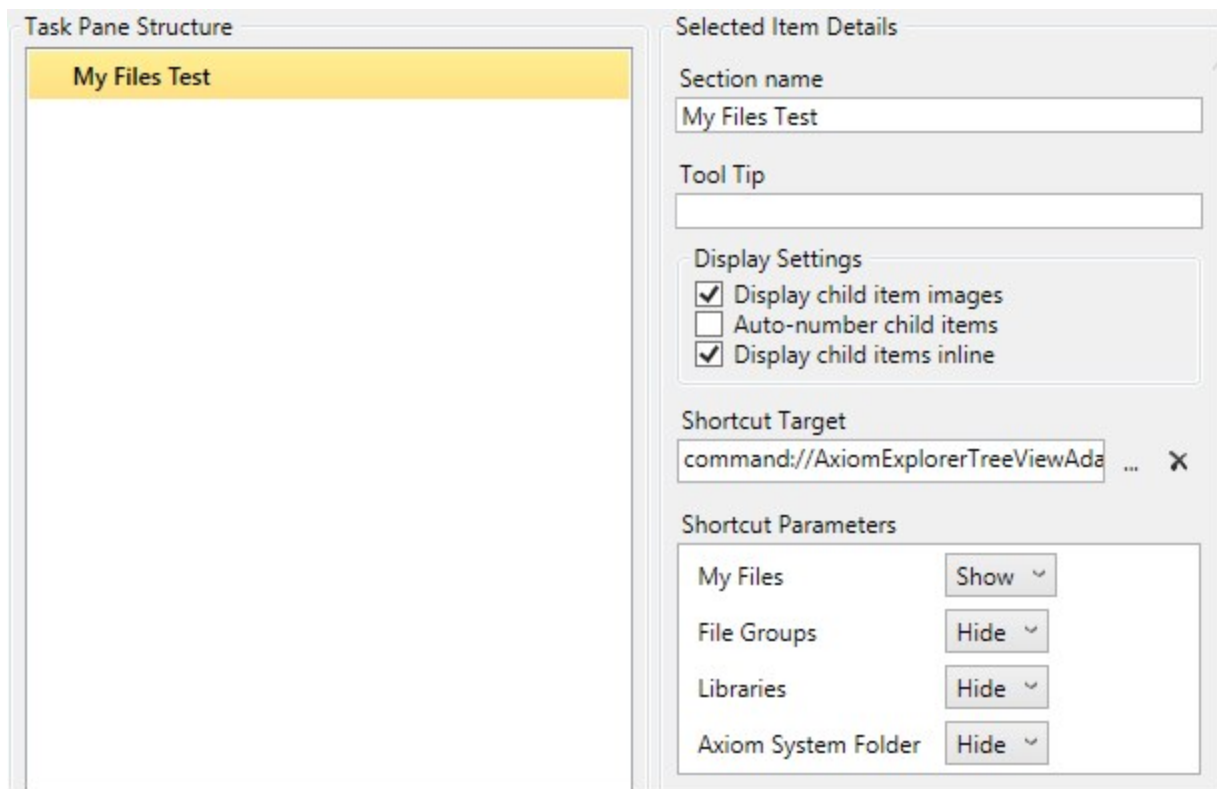 Task Pane Structure
My Files Test
Selected Item Details
Section name
My Files Test
Tool Tip
Display Settings
Display child item images
Auto-number child items
Display child items inline
Shortcut Target
command://AxiomExplorerTreeViewAda ...
Shortcut Parameters
My Files Show
File Groups Hide
Libraries Hide
Axiom System Folder Hide